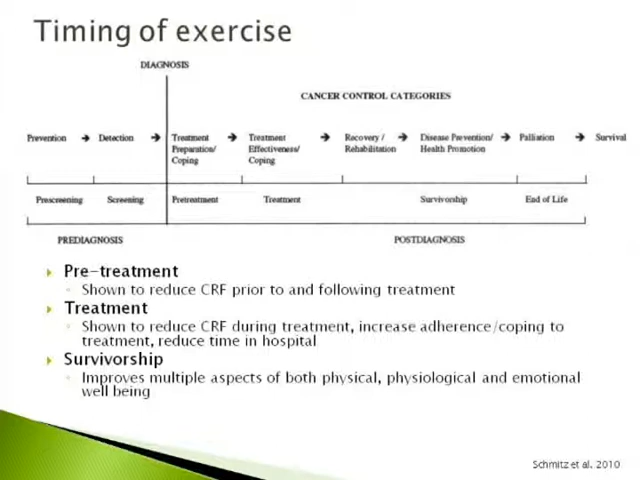 Timing of exercise
DIAGNOSIS
CANCER CONTROL CATEGORIES
Prevention → Detection → Treatment Preparation/ Coping → Treatment Effectiveness/ Coping → Recovery / Rehabilitation → Disease Prevention/ Health Promotion → Palliation → Survival
Prescreening Screening Pretreatment Treatment Survivorship End of Life
PREDIAGNOSIS POSTDIAGNOSIS
Pre-treatment
Shown to reduce CRF prior to and following treatment
Treatment
Shown to reduce CRF during treatment, increase adherence/coping to
treatment, reduce time in hospital
Survivorship
Improves multiple aspects of both physical, physiological and emotional
well being
Schmitz et al. 2010